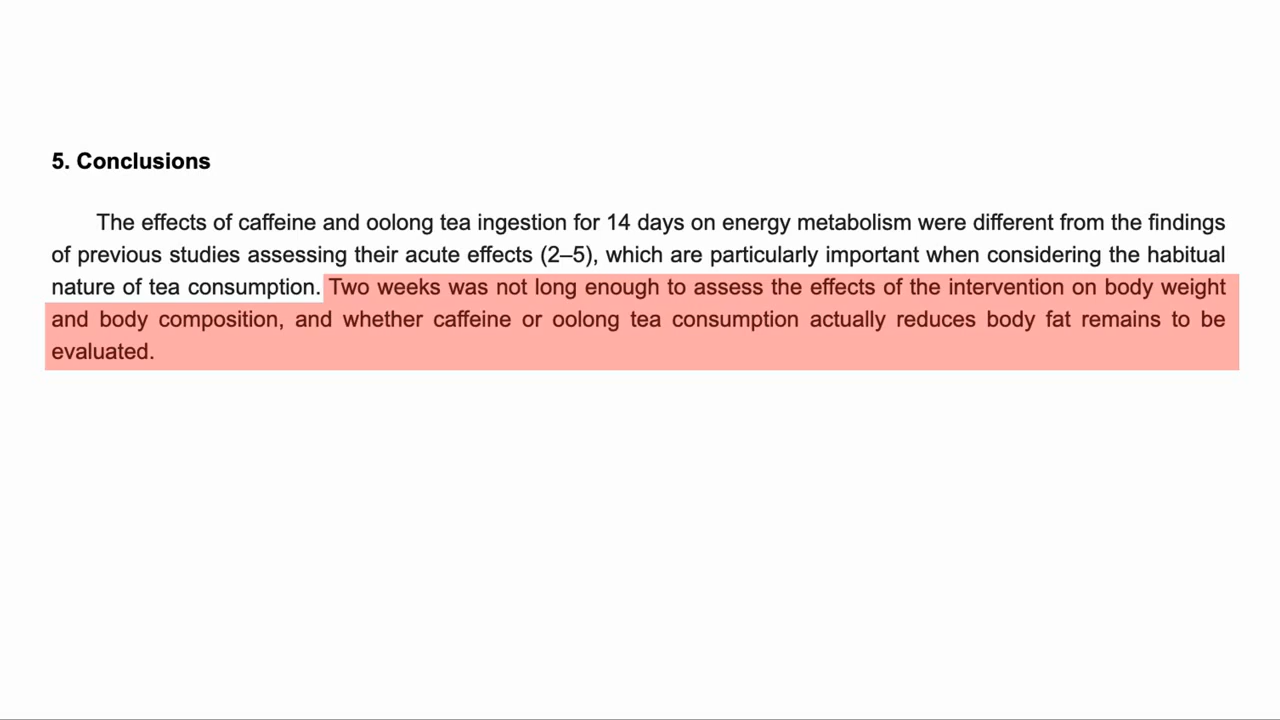 5. Conclusions
The effects of caffeine and oolong tea ingestion for 14 days on energy metabolism were different from the findings
of previous studies assessing their acute effects (2–5), which are particularly important when considering the habitual
nature of tea consumption. Two weeks was not long enough to assess the effects of the intervention on body weight
and body composition, and whether caffeine or oolong tea consumption actually reduces body fat remains to be
evaluated.